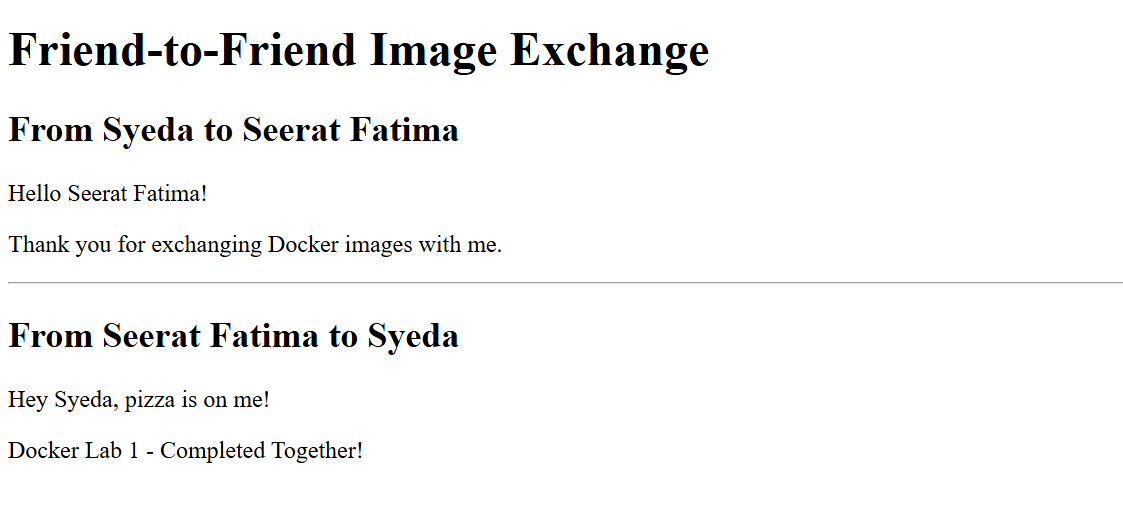 Friend-to-Friend Image Exchange
From Syeda to Seerat Fatima
Hello Seerat Fatima!
Thank you for exchanging Docker images with me.
From Seerat Fatima to Syeda
Hey Syeda, pizza is on me!
Docker Lab 1 - Completed Together!